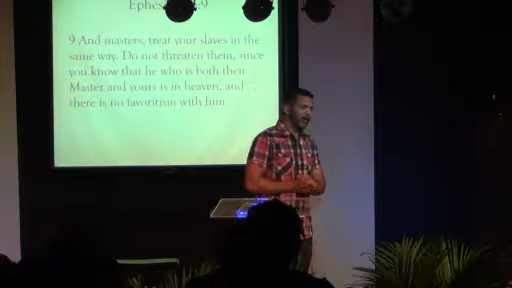 :9
9 And masters, treat your slaves in the
same way. Do not threaten them, since
you know that he who is both their
Master and yours is in heaven, and
there is no favoritism with him